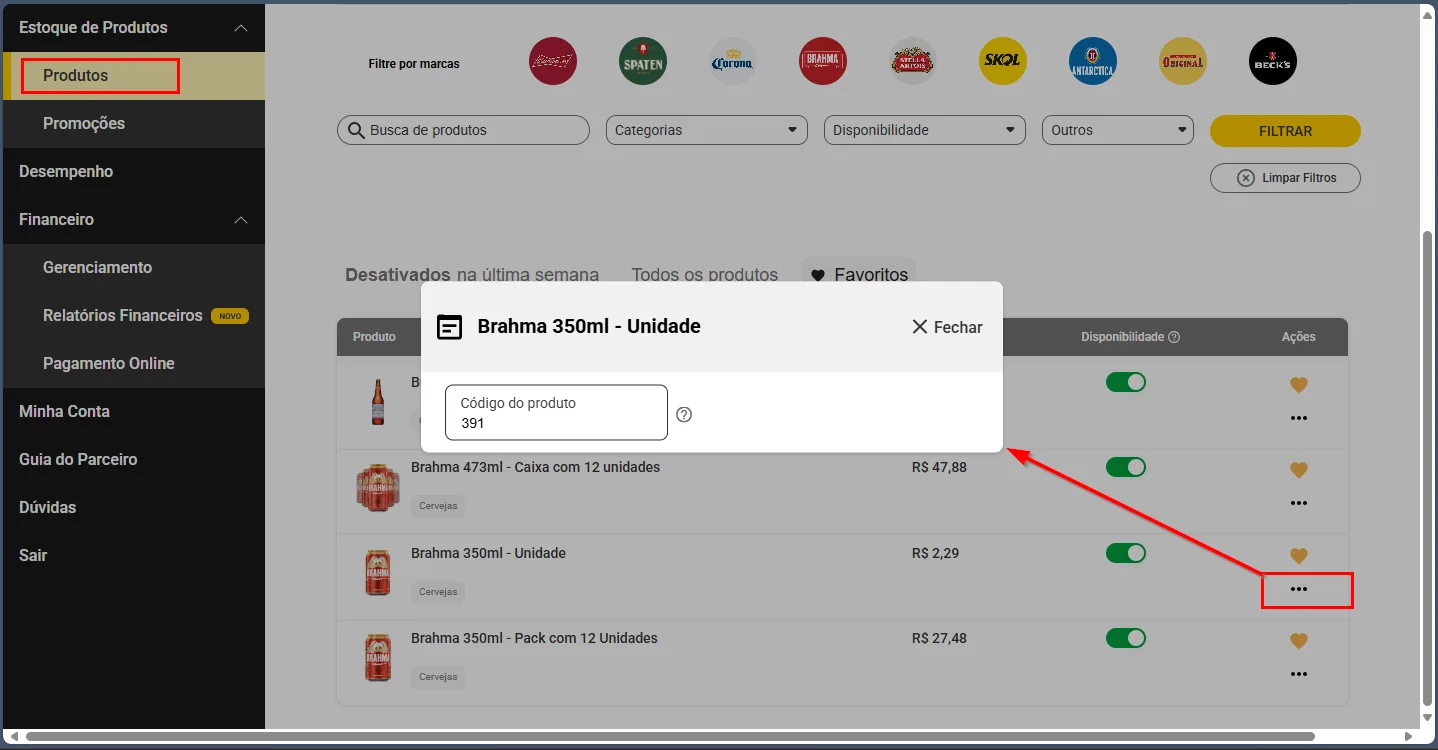 Estoque de Produtos
Produtos
Promoções
Desempenho
Financeiro
Gerenciamento
Relatórios Financeiros NOVO
Pagamento Online
Minha Conta
Guia do Parceiro
Dúvidas
Sair
Filtre por marcas
SPATEN
Corona
BRAHMA
STELLA ARTOIS
SKOL
ANTARCTICA
ORIGINAL
BECK'S
Busca de produtos
Categorias
Disponibilidade
Outros
FILTRAR
Limpar Filtros
Desativados na última semana
Todos os produtos
Favoritos
Produto
Disponibilidade
Ações
Brahma 350ml - Unidade
Fechar
Código do produto
391
Brahma 473ml - Caixa com 12 unidades
R$ 47,88
Cervejas
Brahma 350ml - Unidade
R$ 2,29
Cervejas
Brahma 350ml - Pack com 12 Unidades
R$ 27,48
Cervejas